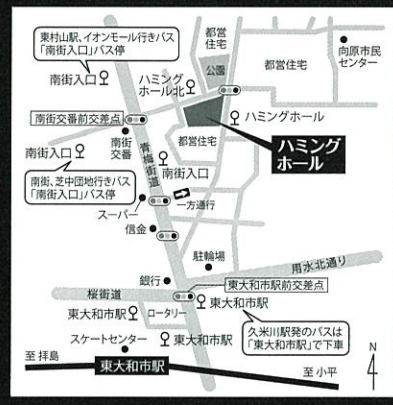 東村山駅、イオンモール行きバス
「南街入口」バス停
都営
住宅
向原市民
センター
公園
都営
住宅
南街入口
ハミング
ホール北
ハミングホール
南街交番前交差点
南街
交番
都営住宅
ハミング
ホール
南街入口
青梅街道
南街入口
南街、芝中団地行きバス
「南街入口」バス停
スーパー
一方通行
信金
駐輪場
用水北通り
銀行
東大和市駅前交差点
桜街道
東大和市駅
東大和市駅
ロータリー
久米川駅発のバスは
「東大和市駅」で下車
スケートセンター
東大和市駅
至 拝島
東大和市駅
至 小平
N
4